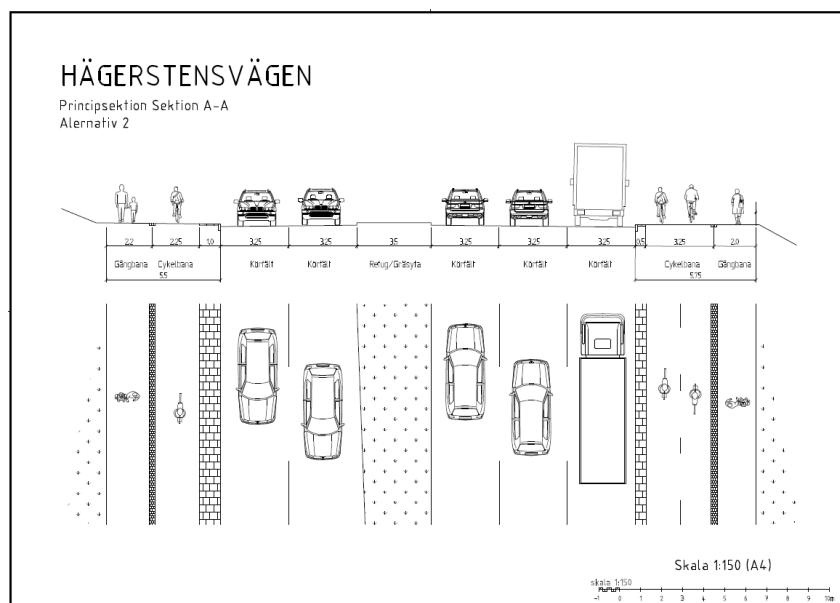 HÄGERSTENSVÄGEN
Principsektion Sektion A-A
Alernativ 2
2.2 2.25 1.0 3.25 3.25 3.5 3.25 3.25 3.25 0.5 3.25 2.0
Gångbana Cykelbana Körfält Körfält Refug/Gräsyta Körfält Körfält Körfält Cykelbana Gångbana
5.5 5.75
Skala 1:150 (A4)
skala 1:150
-1 0 1 2 3 4 5 6 7 8 9 10m